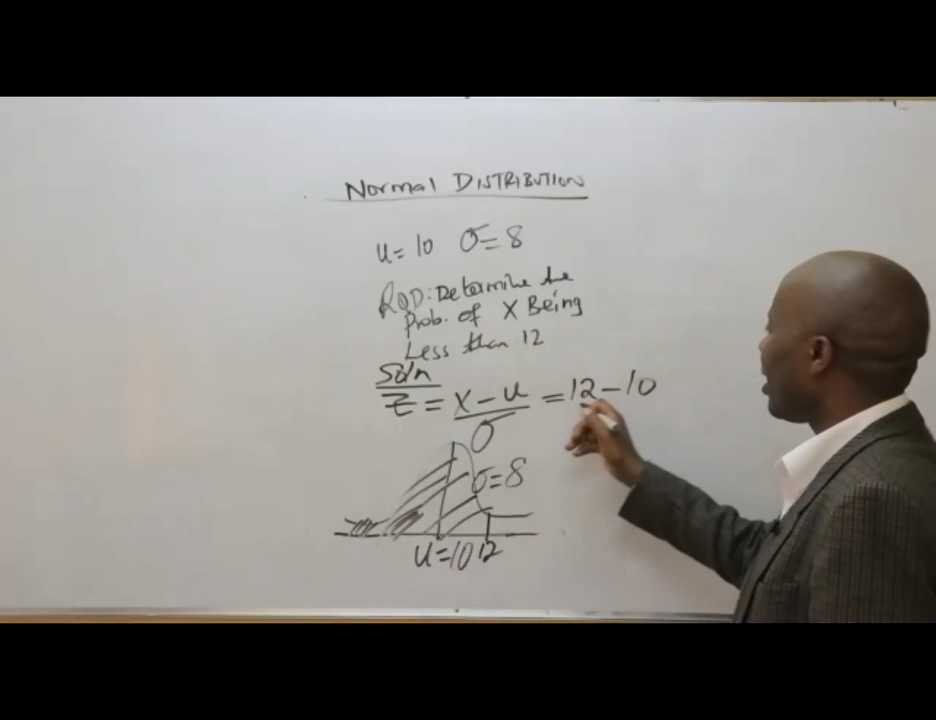 Normal DISTRIBUTION
u = 10 σ = 8
RQD: Determine the
Prob. of X Being
Less than 12
Soln
Z = X - u = 12 - 10
σ
σ = 8
u = 10 12